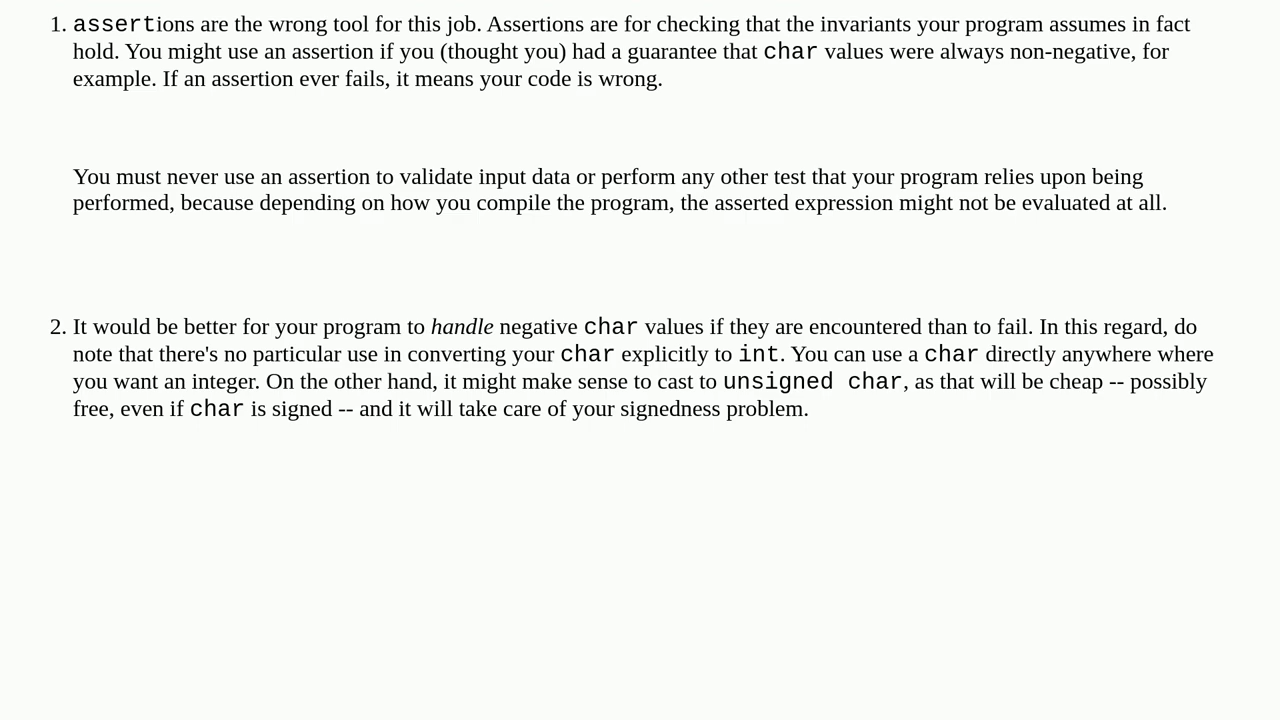 1. assertions are the wrong tool for this job. Assertions are for checking that the invariants your program assumes in fact
hold. You might use an assertion if you (thought you) had a guarantee that char values were always non-negative, for
example. If an assertion ever fails, it means your code is wrong.
You must never use an assertion to validate input data or perform any other test that your program relies upon being
performed, because depending on how you compile the program, the asserted expression might not be evaluated at all.
2. It would be better for your program to handle negative char values if they are encountered than to fail. In this regard, do
note that there's no particular use in converting your char explicitly to int. You can use a char directly anywhere where
you want an integer. On the other hand, it might make sense to cast to unsigned char, as that will be cheap -- possibly
free, even if char is signed -- and it will take care of your signedness problem.